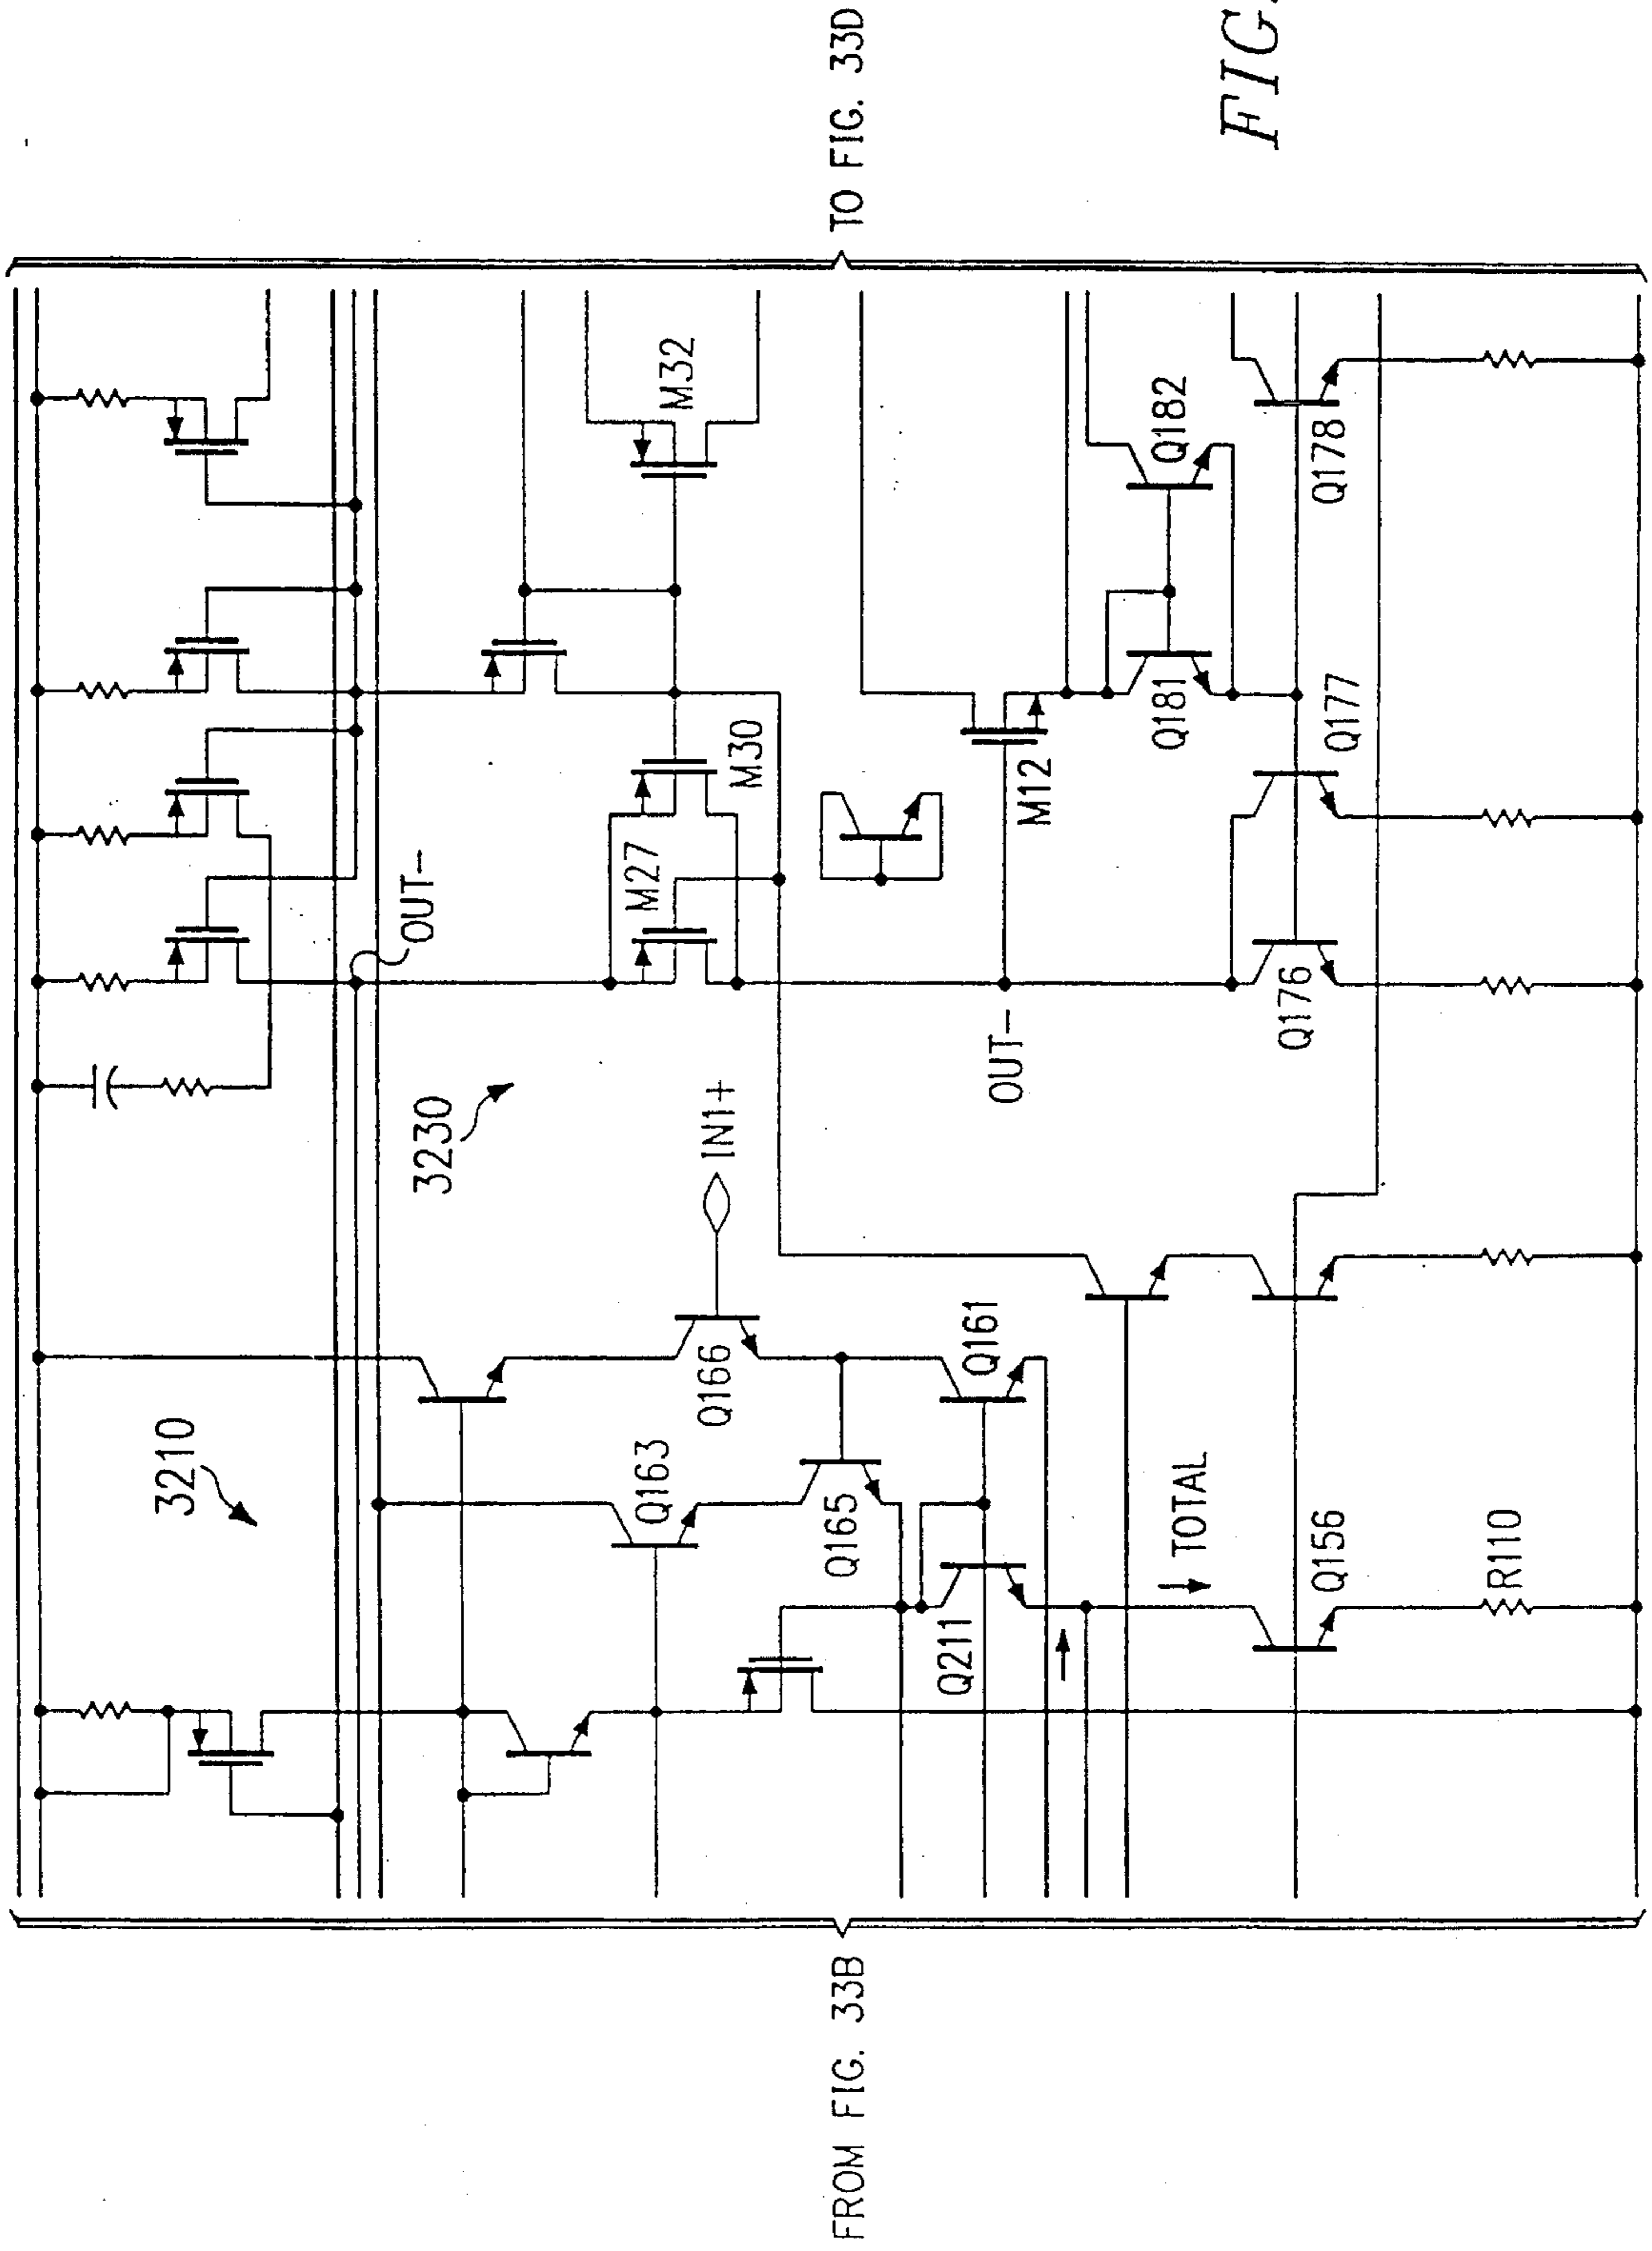 FROM FIG. 33B
TO FIG. 33D
FIG.
3210
3230
OUT-
M32
M27
M30
Q163
Q166
IN1+
Q165
Q161
Q211
TOTAL
Q156
R110
OUT-
M12
Q181
Q182
Q176
Q177
Q178